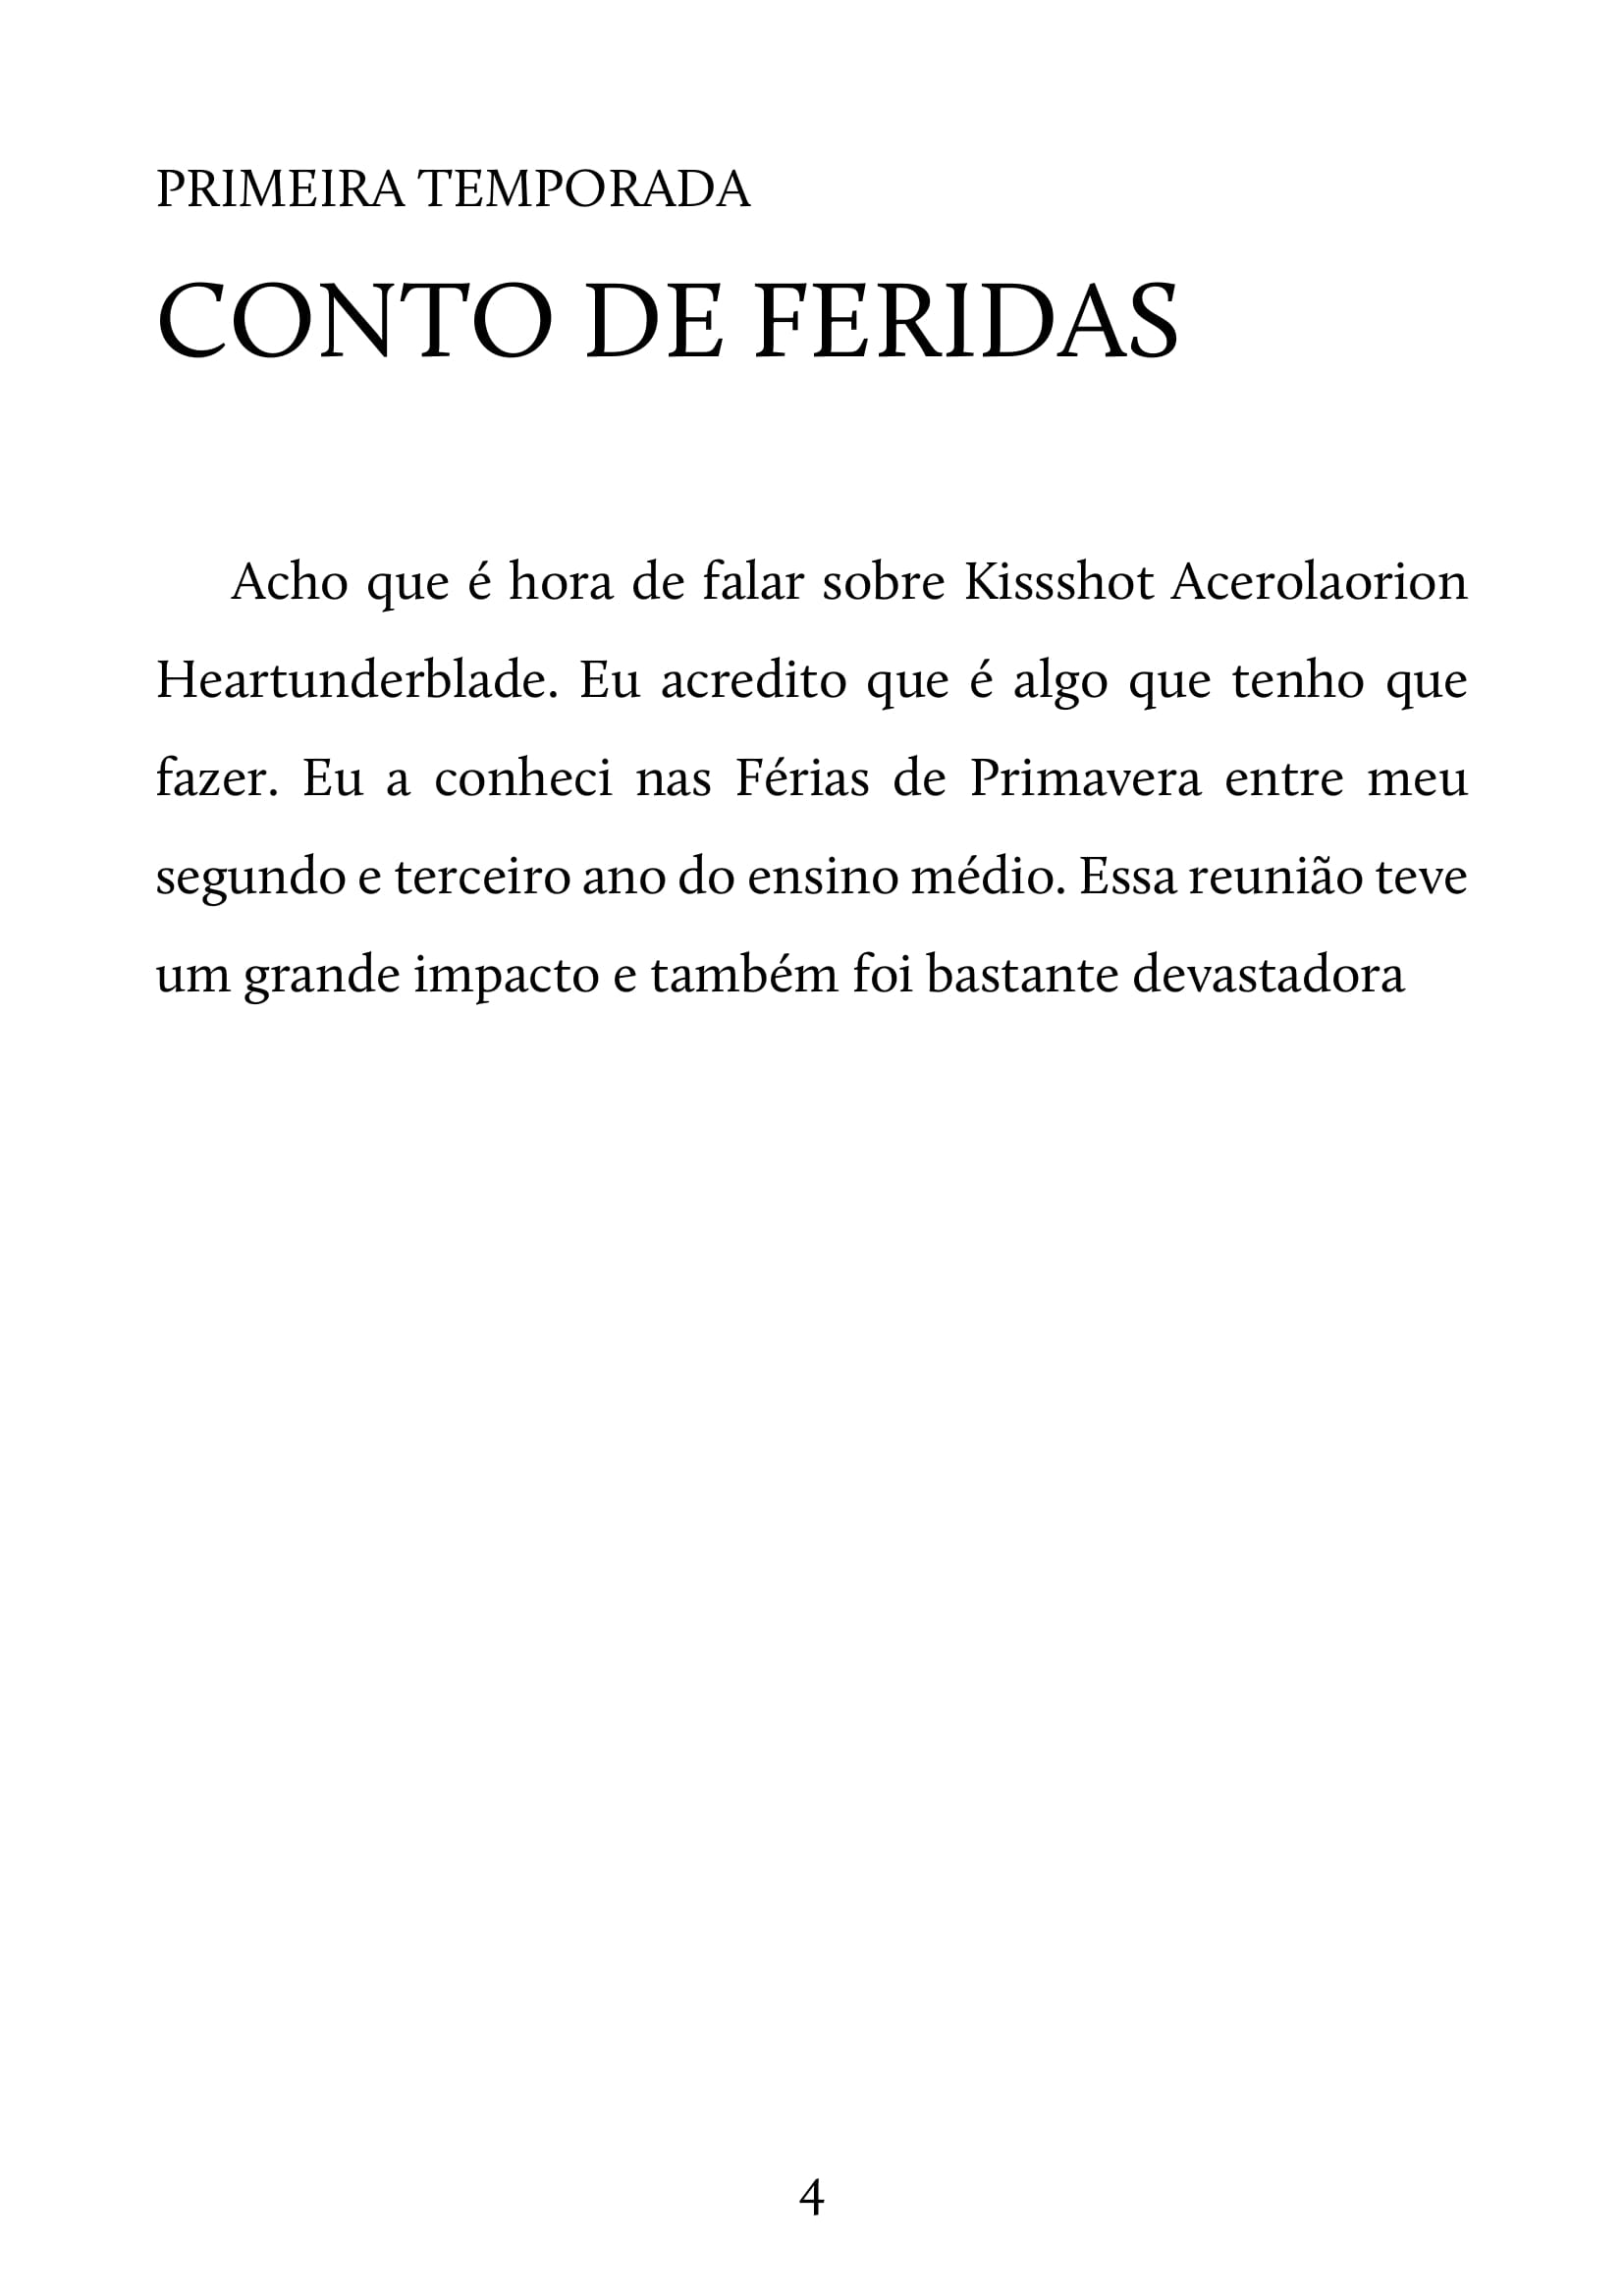 PRIMEIRA TEMPORADA
CONTO DE FERIDAS
Acho que é hora de falar sobre Kissshot Acerolaorion
Heartunderblade. Eu acredito que é algo que tenho que
fazer. Eu a conheci nas Férias de Primavera entre meu
segundo e terceiro ano do ensino médio. Essa reunião teve
um grande impacto e também foi bastante devastadora
4